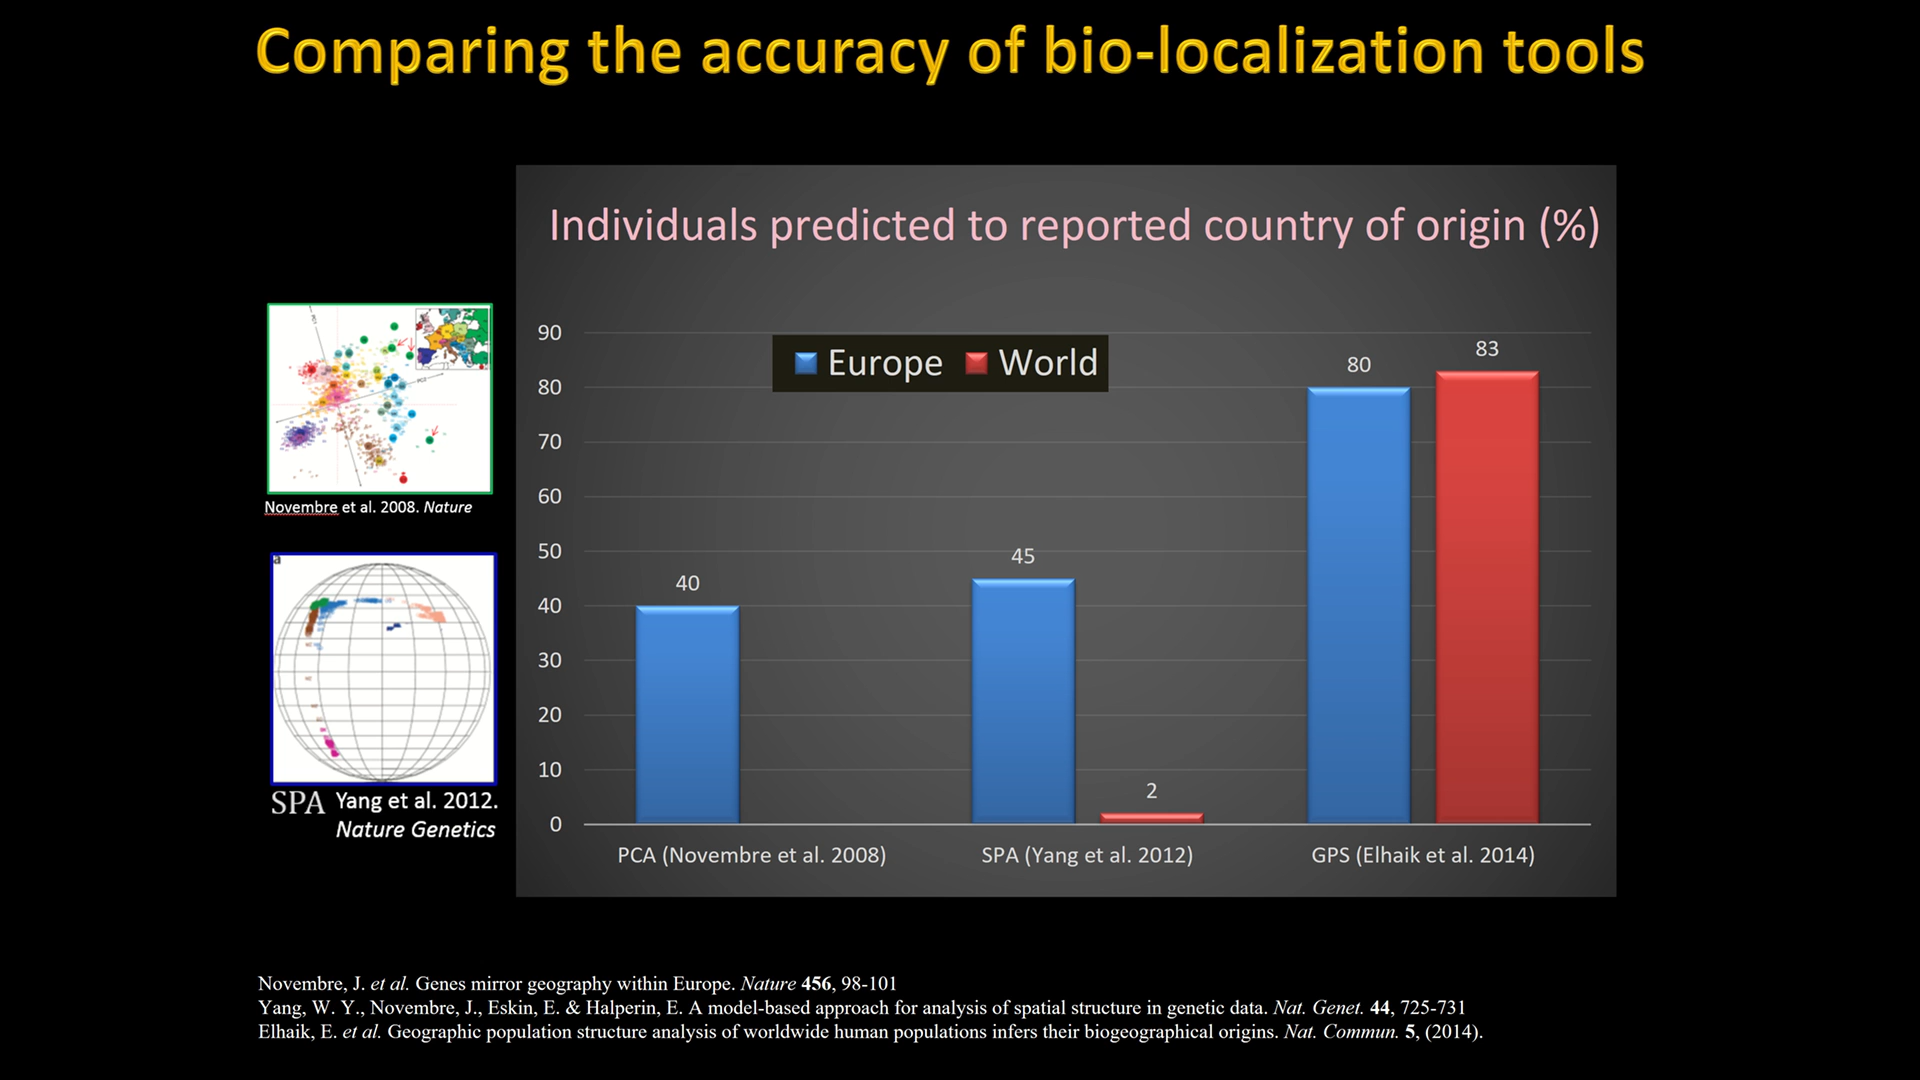 Comparing the accuracy of bio-localization tools
Individuals predicted to reported country of origin (%)
Europe World
90
80
70
60
50
40
30
20
10
0
40
45
2
80
83
PCA (Novembre et al. 2008)
SPA (Yang et al. 2012)
GPS (Elhaik et al. 2014)
Novembre et al. 2008. Nature
a
SPA Yang et al. 2012.
Nature Genetics
Novembre, J. et al. Genes mirror geography within Europe. Nature 456, 98-101
Yang, W. Y., Novembre, J., Eskin, E. & Halperin, E. A model-based approach for analysis of spatial structure in genetic data. Nat. Genet. 44, 725-731
Elhaik, E. et al. Geographic population structure analysis of worldwide human populations infers their biogeographical origins. Nat. Commun. 5, (2014).